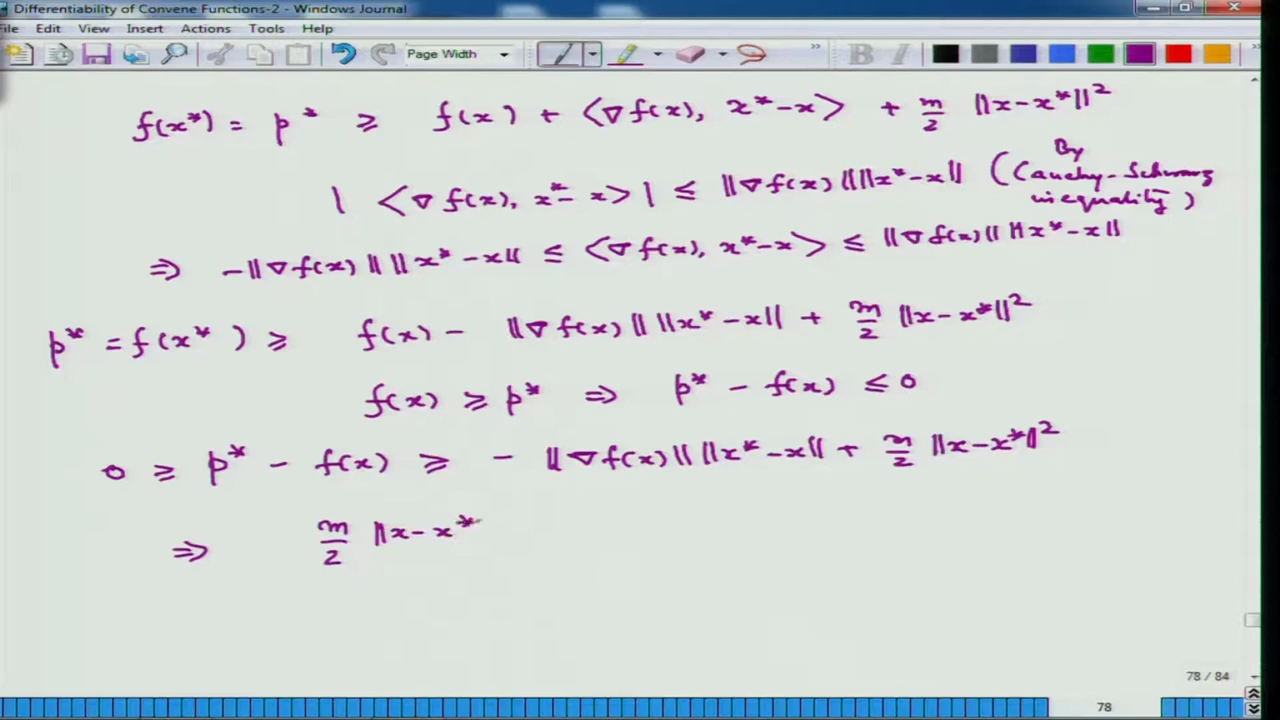 Differentiability of Convene Functions-2 - Windows Journal
File Edit View Insert Actions Tools Help
Page Width
f(x*) = p* ≥ f(x) + <∇f(x), x*-x> + m/2 ||x-x*||²
| <∇f(x), x*-x> | ≤ ||∇f(x)|| ||x*-x|| (By Cauchy-Schwarz
inequality)
⇒ -||∇f(x)|| ||x*-x|| ≤ <∇f(x), x*-x> ≤ ||∇f(x)|| ||x*-x||
p* = f(x*) ≥ f(x) - ||∇f(x)|| ||x*-x|| + m/2 ||x-x*||²
f(x) ≥ p* ⇒ p* - f(x) ≤ 0
0 ≥ p* - f(x) ≥ - ||∇f(x)|| ||x*-x|| + m/2 ||x-x*||²
⇒ m/2 ||x-x*
78 / 84
78